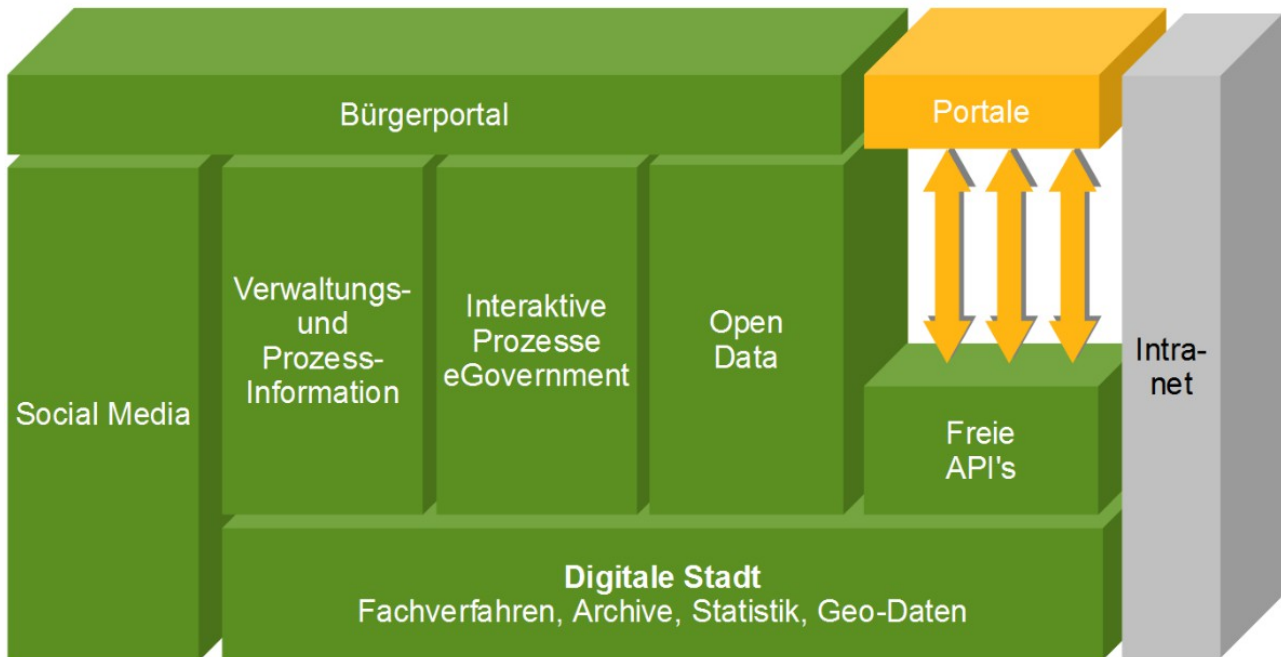 Bürgerportal
Portale
Social Media
Verwaltungs-
und
Prozess-
Information
Interaktive
Prozesse
eGovernment
Open
Data
Freie
API's
Intra-
net
Digitale Stadt
Fachverfahren, Archive, Statistik, Geo-Daten